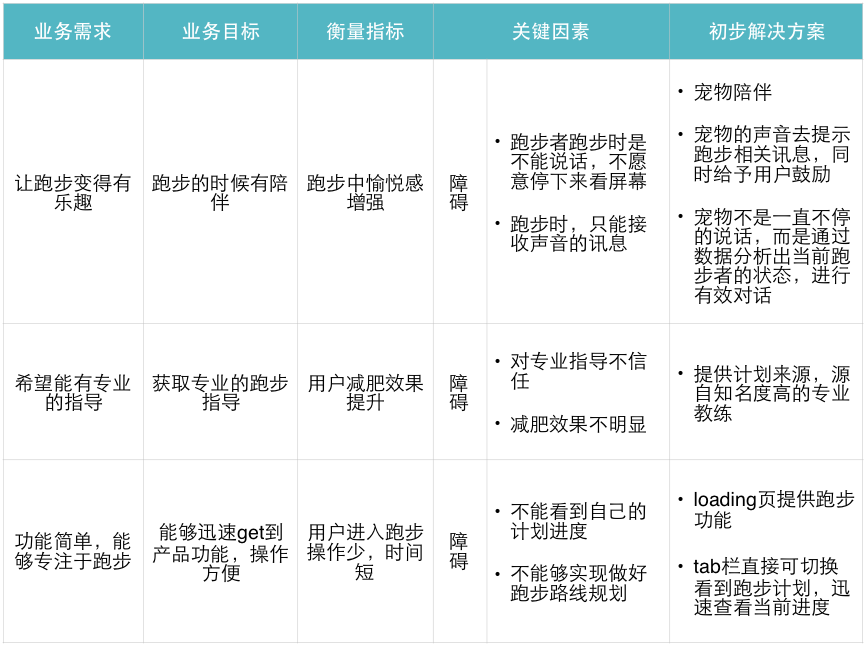 业务需求
业务目标
衡量指标
关键因素
初步解决方案
让跑步变得有
乐趣
跑步的时候有陪
伴
跑步中愉悦感
增强
障
碍
• 跑步者跑步时是
不能说话，不愿
意停下来看屏幕
• 跑步时，只能接
收声音的讯息
• 宠物陪伴
• 宠物的声音去提示
跑步相关讯息，同
时给予用户鼓励
• 宠物不是一直不停
的说话，而是通过
数据分析出当前跑
步者的状态，进行
有效对话
希望能有专业
的指导
获取专业的跑步
指导
用户减肥效果
提升
障
碍
• 对专业指导不信
任
• 减肥效果不明显
• 提供计划来源，源
自知名度高的专业
教练
功能简单，能
够专注于跑步
能够迅速get到
产品功能，操作
方便
用户进入跑步
操作少，时间
短
障
碍
• 不能看到自己的
计划进度
• 不能够实现做好
跑步路线规划
• loading页提供跑步
功能
• tab栏直接可切换
看到跑步计划，迅
速查看当前进度